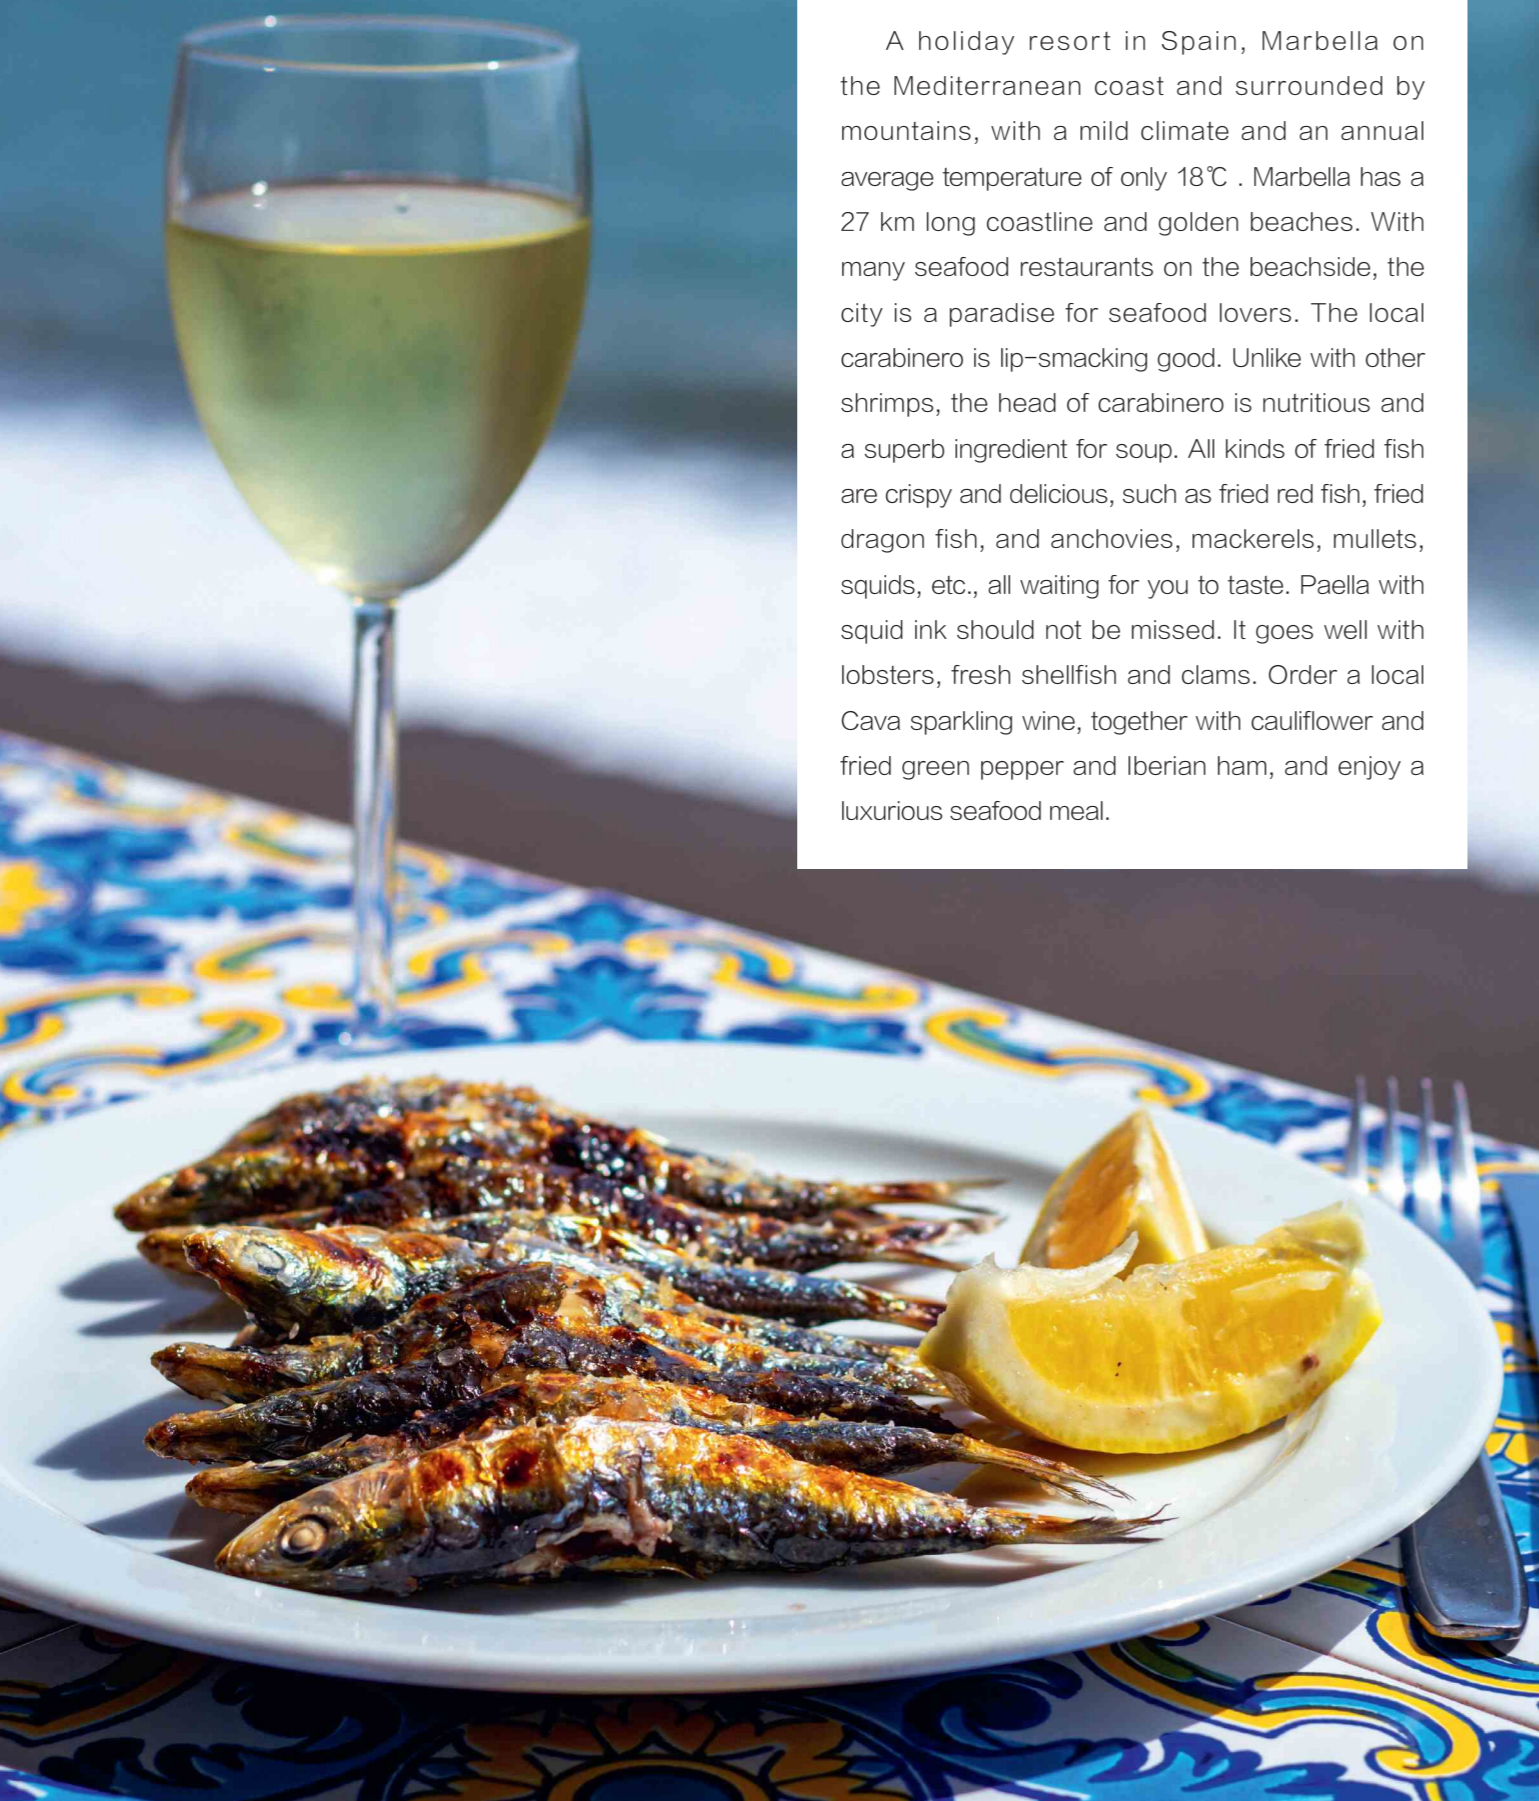 A holiday resort in Spain, Marbella on
the Mediterranean coast and surrounded by
mountains, with a mild climate and an annual
average temperature of only 18℃ . Marbella has a
27 km long coastline and golden beaches. With
many seafood restaurants on the beachside, the
city is a paradise for seafood lovers. The local
carabinero is lip-smacking good. Unlike with other
shrimps, the head of carabinero is nutritious and
a superb ingredient for soup. All kinds of fried fish
are crispy and delicious, such as fried red fish, fried
dragon fish, and anchovies, mackerels, mullets,
squids, etc., all waiting for you to taste. Paella with
squid ink should not be missed. It goes well with
lobsters, fresh shellfish and clams. Order a local
Cava sparkling wine, together with cauliflower and
fried green pepper and Iberian ham, and enjoy a
luxurious seafood meal.